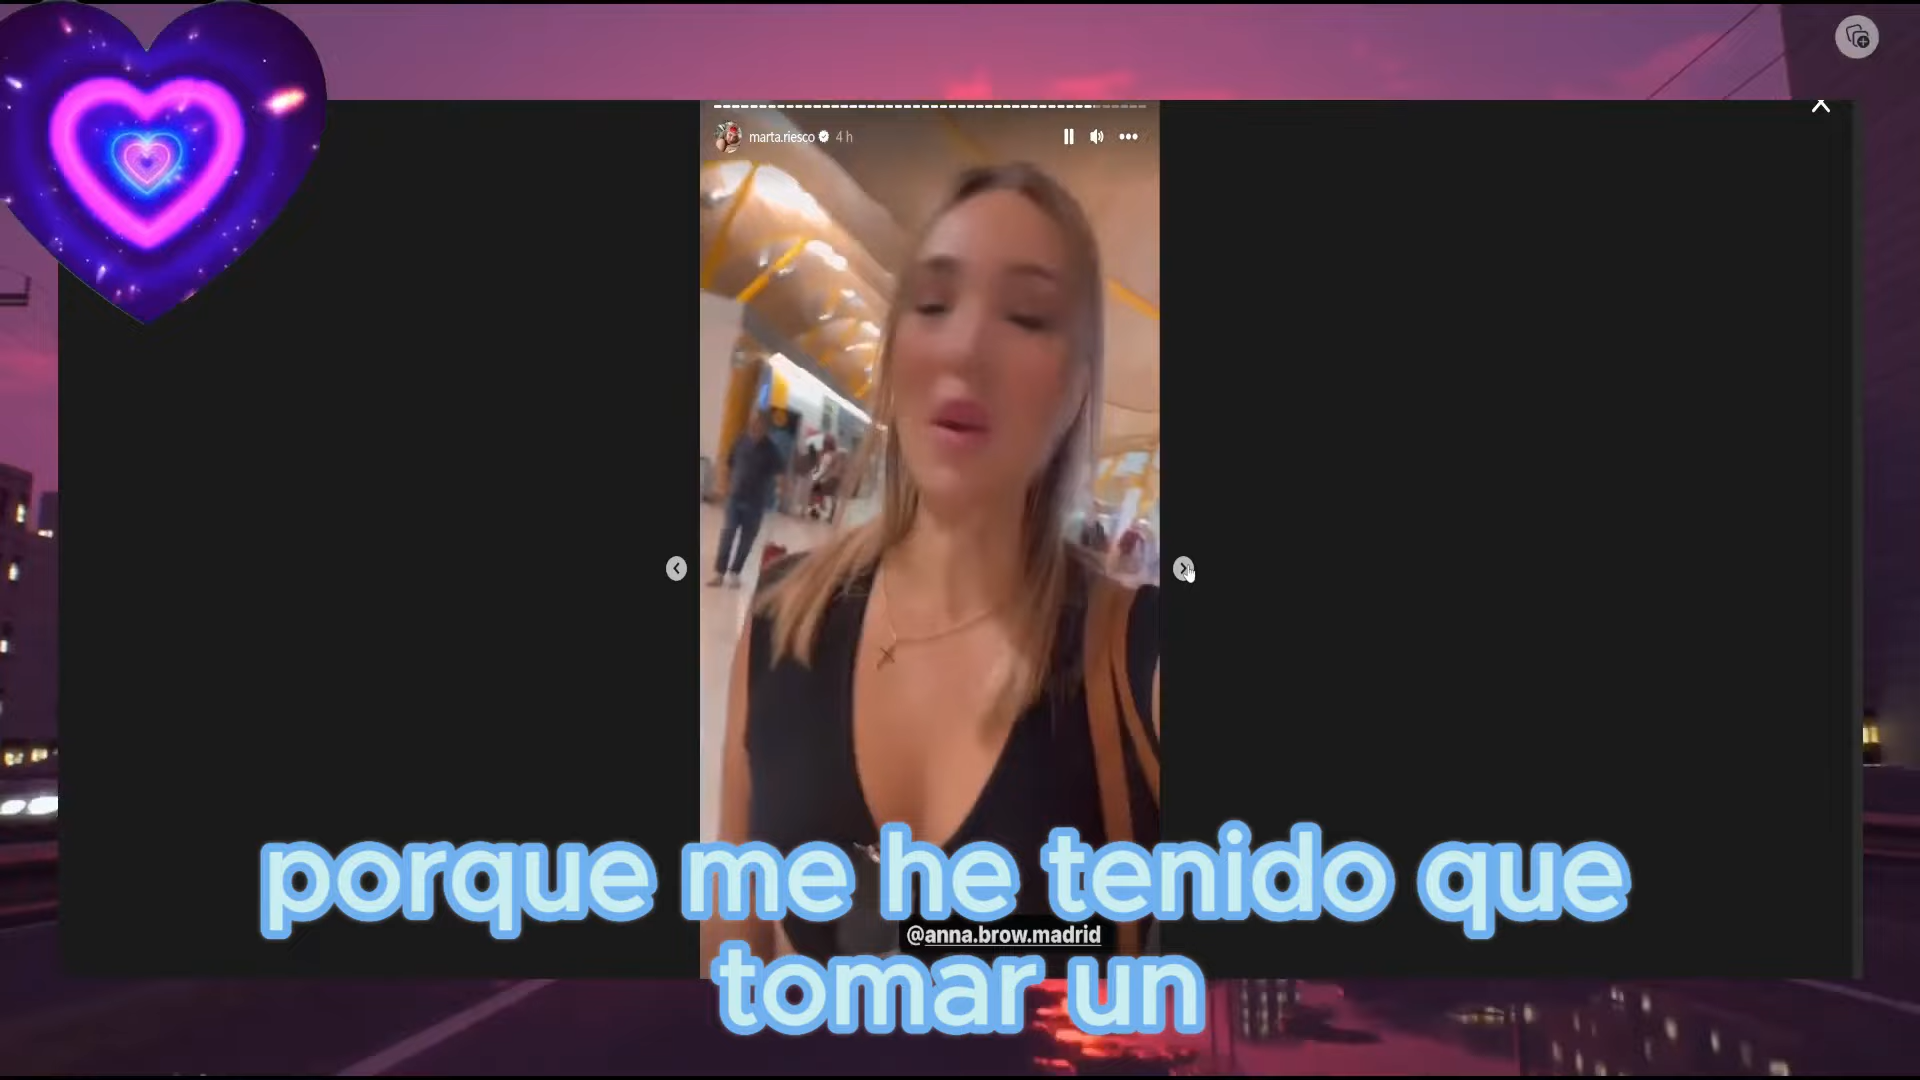 marta.riesco 4 h
porque me he tenido que
@anna.brow.madrid
tomar un